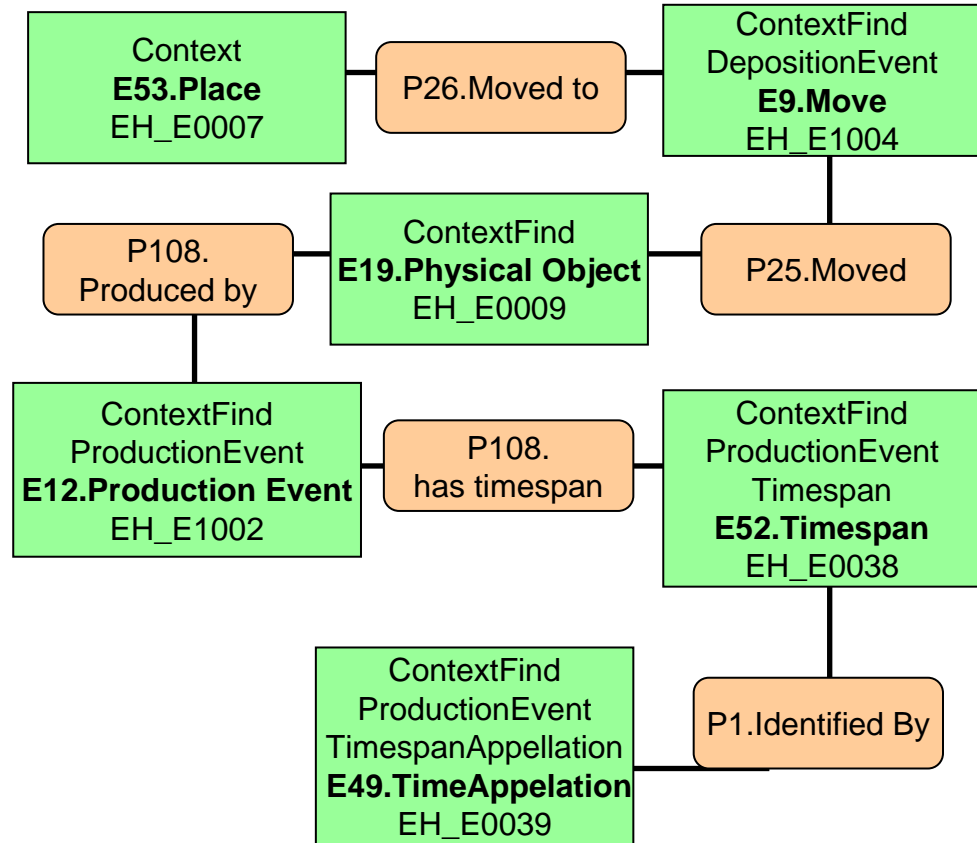 Context
E53.Place
EH_E0007
P26.Moved to
ContextFind
DepositionEvent
E9.Move
EH_E1004
P108.
Produced by
ContextFind
E19.Physical Object
EH_E0009
P25.Moved
ContextFind
ProductionEvent
E12.Production Event
EH_E1002
P108.
has timespan
ContextFind
ProductionEvent
Timespan
E52.Timespan
EH_E0038
ContextFind
ProductionEvent
TimespanAppellation
E49.TimeAppelation
EH_E0039
P1.Identified By